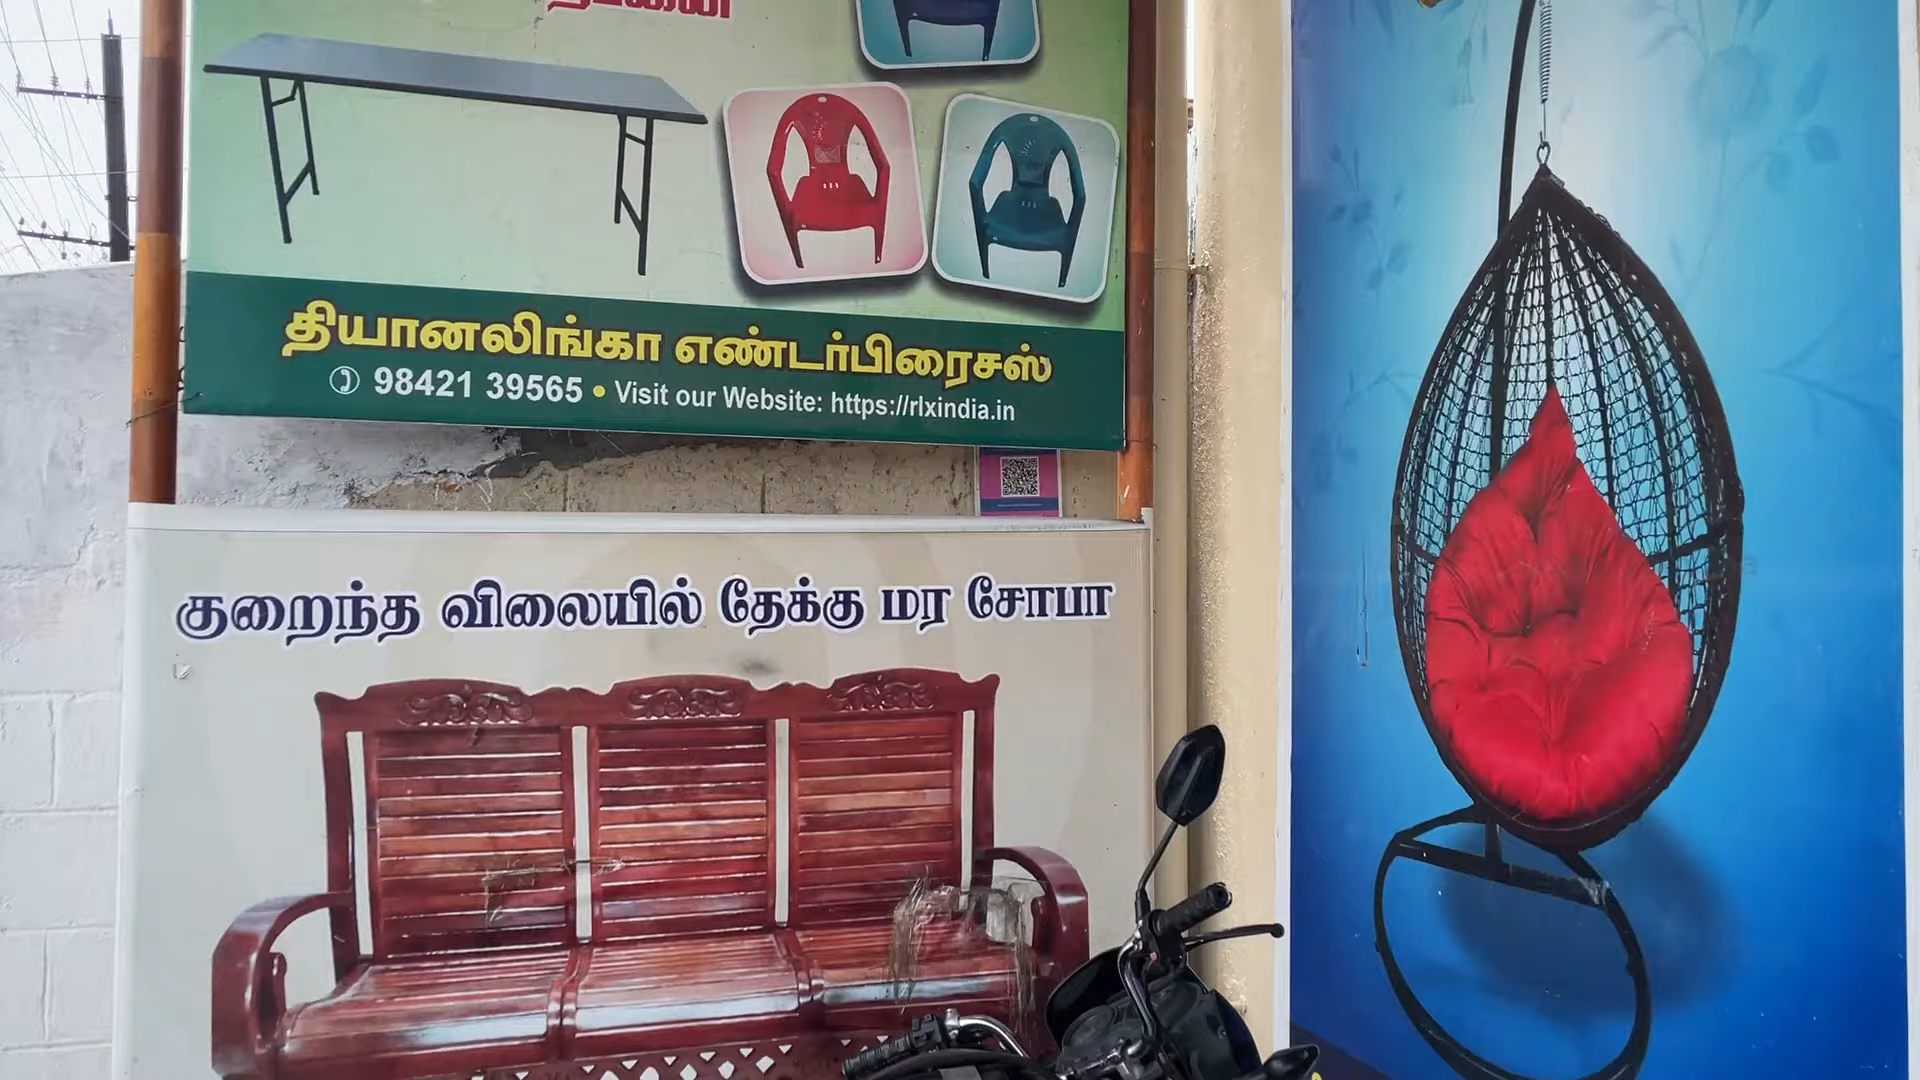 தியானலிங்கா எண்டர்பிரைசஸ்
98421 39565 • Visit our Website: https://rlxindia.in
குறைந்த விலையில் தேக்கு மர சோபா